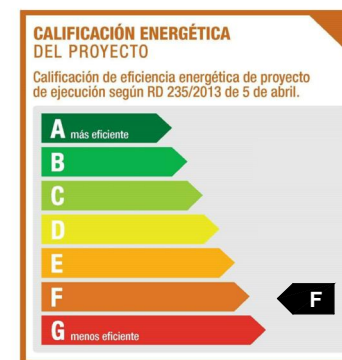 CALIFICACIÓN ENERGÉTICA
DEL PROYECTO
Calificación de eficiencia energética de proyecto
de ejecución según RD 235/2013 de 5 de abril.
A más eficiente
B
C
D
E
F F
G menos eficiente